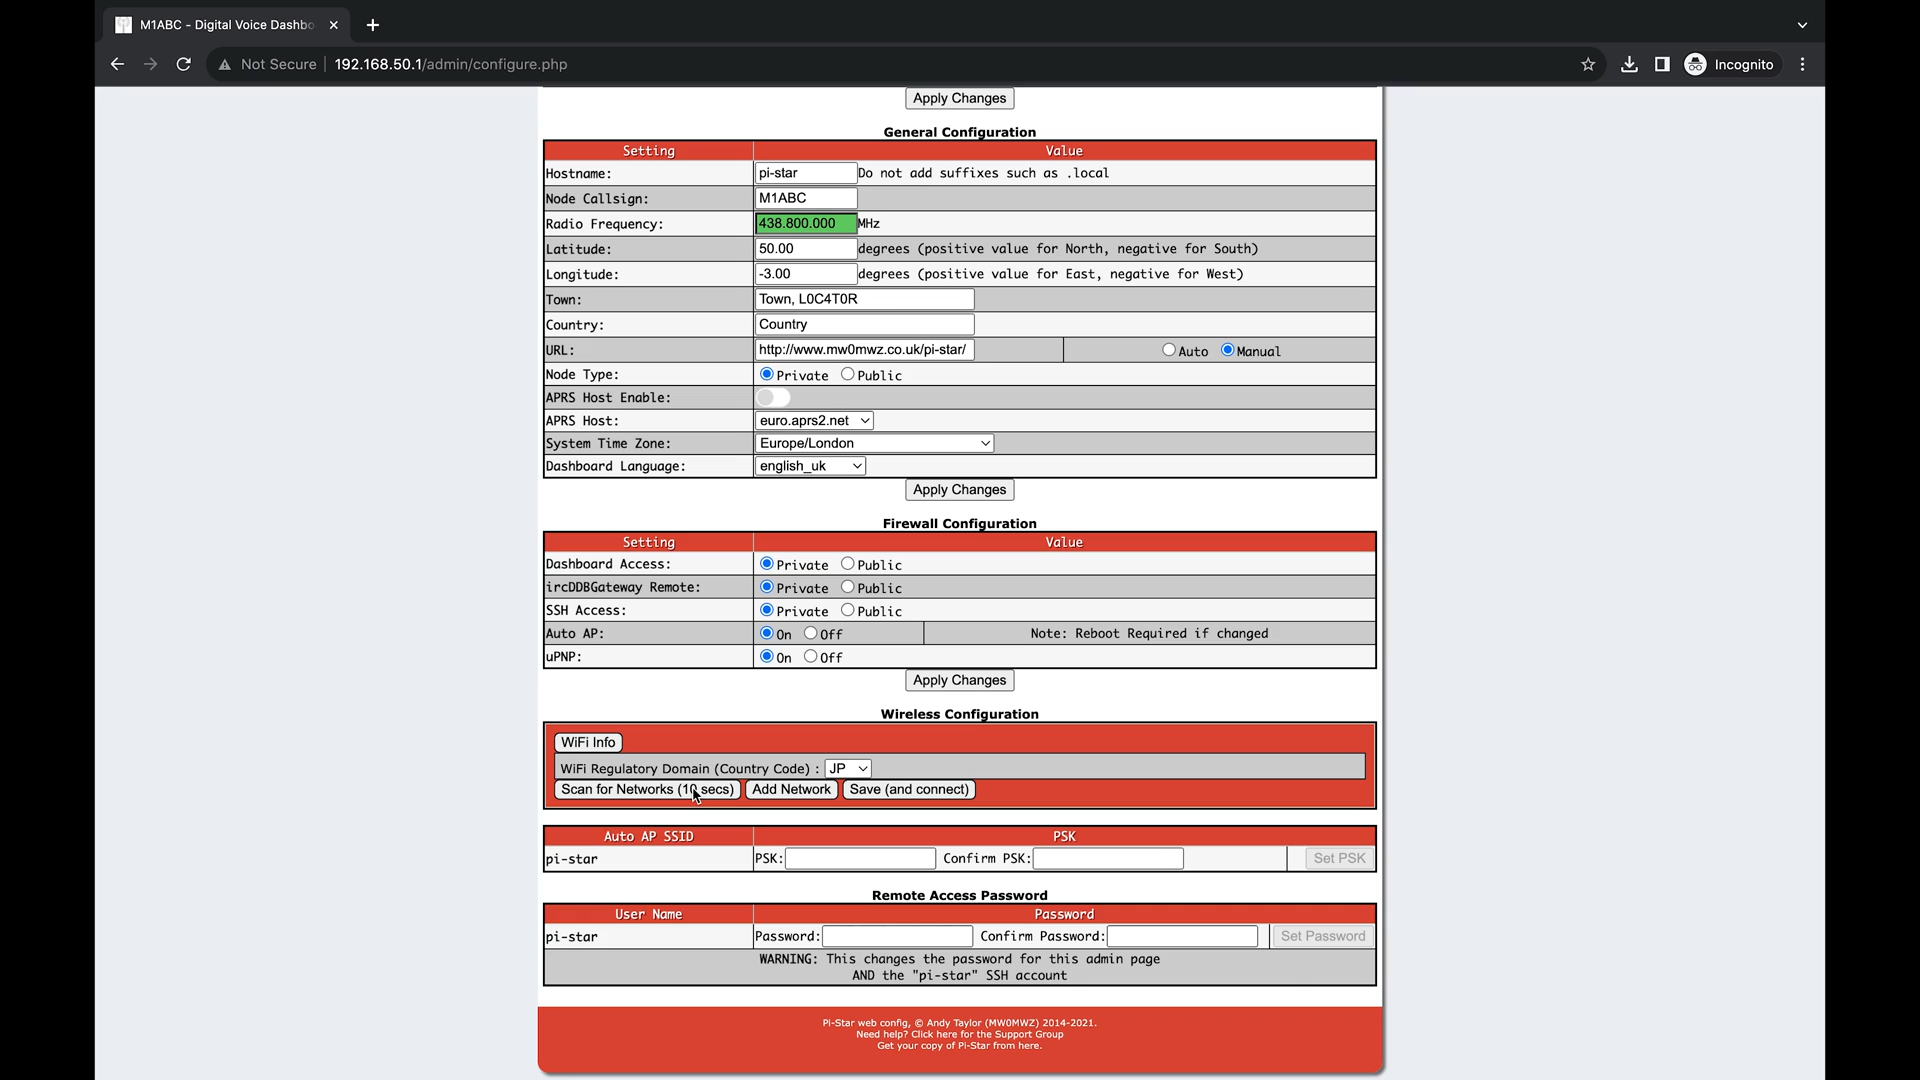 M1ABC - Digital Voice Dashbo
Not Secure 192.168.50.1/admin/configure.php Incognito
Apply Changes
General Configuration
Setting Value
Hostname: pi-star Do not add suffixes such as .local
Node Callsign: M1ABC
Radio Frequency: 438.800.000 MHz
Latitude: 50.00 degrees (positive value for North, negative for South)
Longitude: -3.00 degrees (positive value for East, negative for West)
Town: Town, L0C4T0R
Country: Country
URL: http://www.mw0mwz.co.uk/pi-star/ Auto Manual
Node Type: Private Public
APRS Host Enable:
APRS Host: euro.aprs2.net
System Time Zone: Europe/London
Dashboard Language: english_uk
Apply Changes
Firewall Configuration
Setting Value
Dashboard Access: Private Public
ircDDBGateway Remote: Private Public
SSH Access: Private Public
Auto AP: On Off Note: Reboot Required if changed
uPNP: On Off
Apply Changes
Wireless Configuration
WiFi Info
WiFi Regulatory Domain (Country Code) : JP
Scan for Networks (10 secs) Add Network Save (and connect)
Auto AP SSID PSK
pi-star PSK: Confirm PSK: Set PSK
Remote Access Password
User Name Password
pi-star Password: Confirm Password: Set Password
WARNING: This changes the password for this admin page
AND the "pi-star" SSH account
Pi-Star web config, © Andy Taylor (MW0MWZ) 2014-2021.
Need help? Click here for the Support Group
Get your copy of Pi-Star from here.